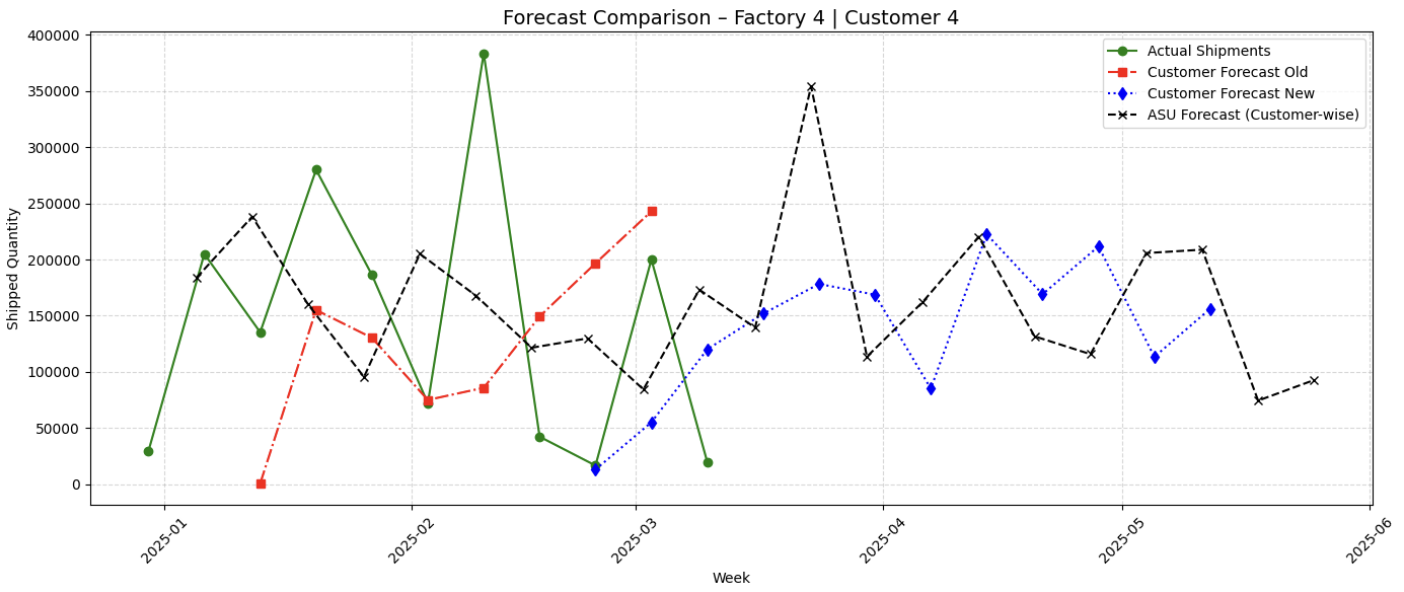 Forecast Comparison – Factory 4 | Customer 4
400000
350000
300000
250000
200000
150000
100000
50000
0
Shipped Quantity
Actual Shipments
Customer Forecast Old
Customer Forecast New
ASU Forecast (Customer-wise)
2025-01
2025-02
2025-03
2025-04
2025-05
2025-06
Week